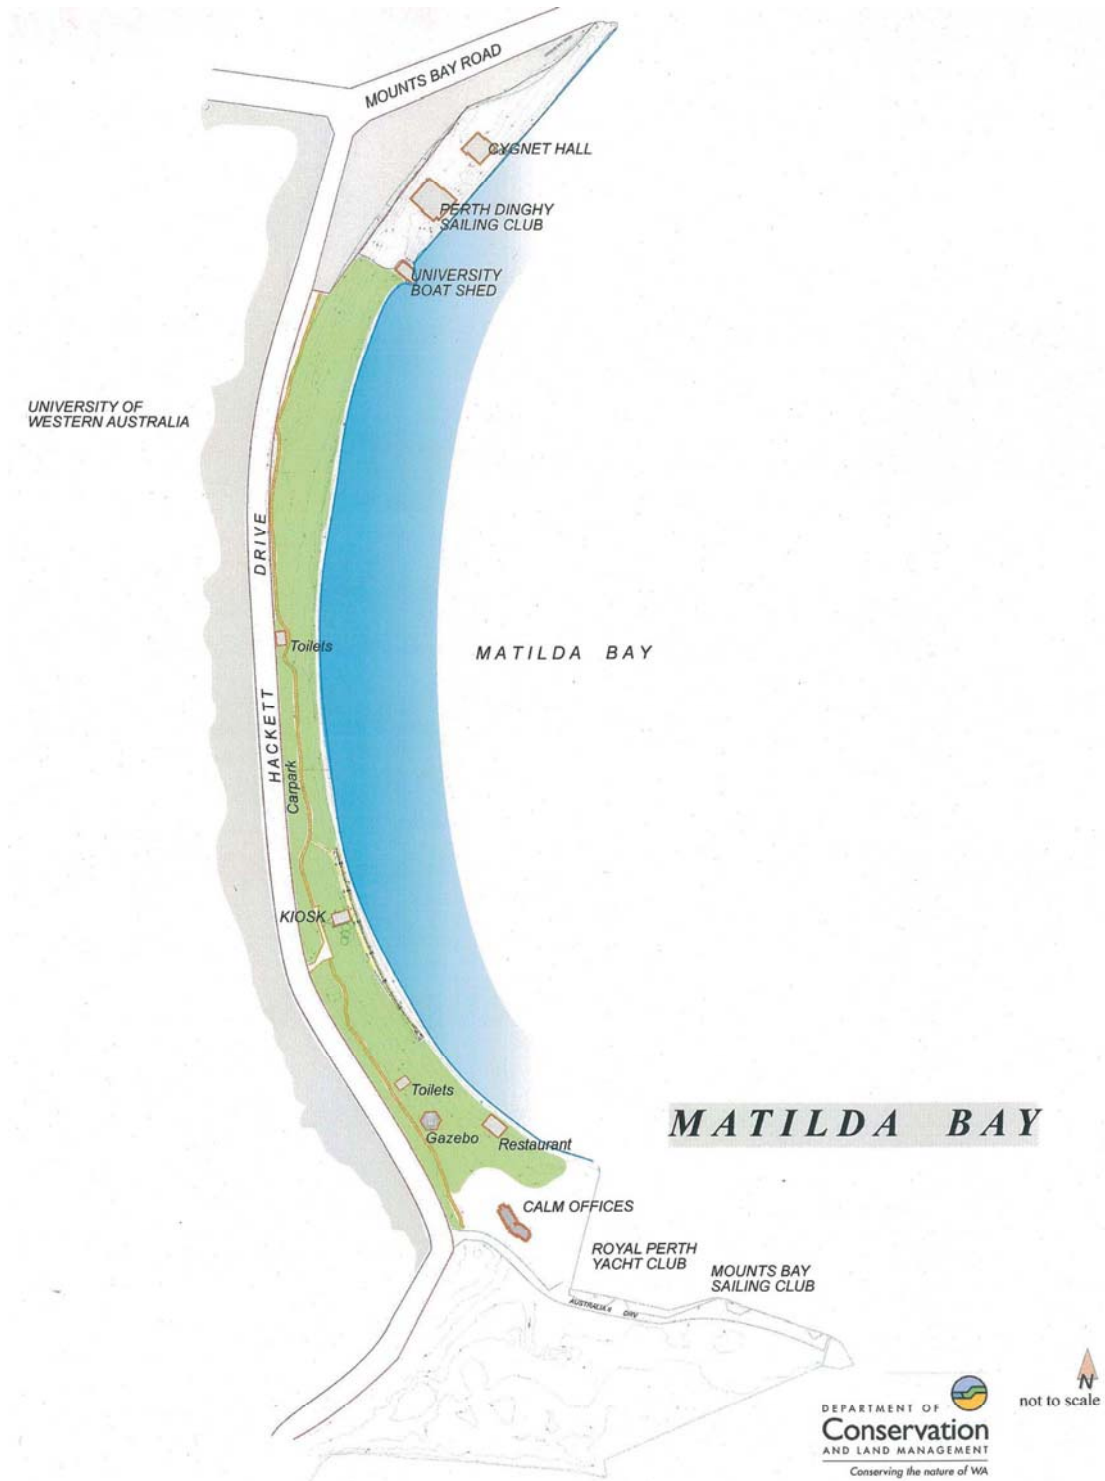 MOUNTS BAY ROAD
CYGNET HALL
PERTH DINGHY
SAILING CLUB
UNIVERSITY
BOAT SHED
UNIVERSITY OF
WESTERN AUSTRALIA
HACKETT DRIVE
Toilets
MATILDA BAY
Carpark
KIOSK
Toilets
Gazebo
Restaurant
MATILDA BAY
CALM OFFICES
ROYAL PERTH
YACHT CLUB
MOUNTS BAY
SAILING CLUB
AUSTRALIA II DRV
N
not to scale
DEPARTMENT OF
Conservation
AND LAND MANAGEMENT
Conserving the nature of WA